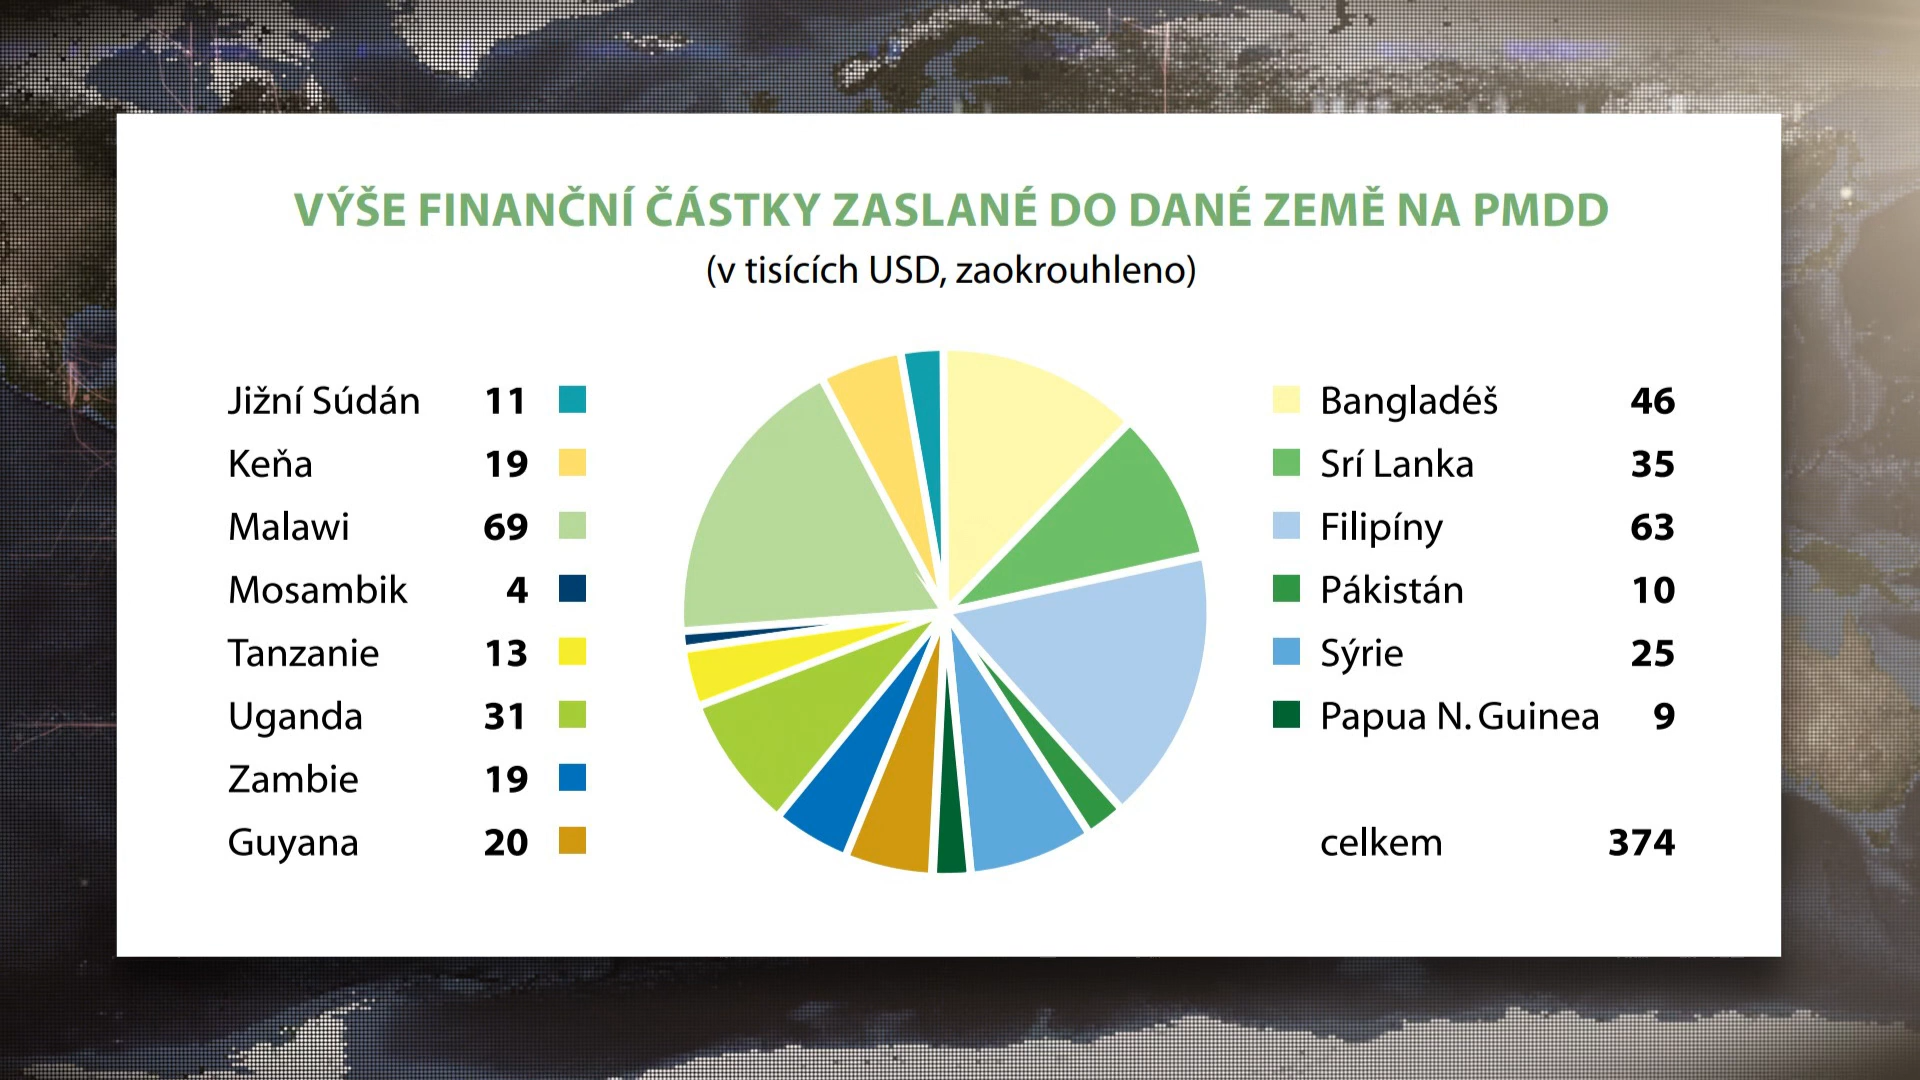 VÝŠE FINANČNÍ ČÁSTKY ZASLANÉ DO DANÉ ZEMĚ NA PMDD
(v tisících USD, zaokrouhleno)
Jižní Súdán 11
Keňa 19
Malawi 69
Mosambik 4
Tanzanie 13
Uganda 31
Zambie 19
Guyana 20
Bangladéš 46
Srí Lanka 35
Filipíny 63
Pákistán 10
Sýrie 25
Papua N. Guinea 9
celkem 374